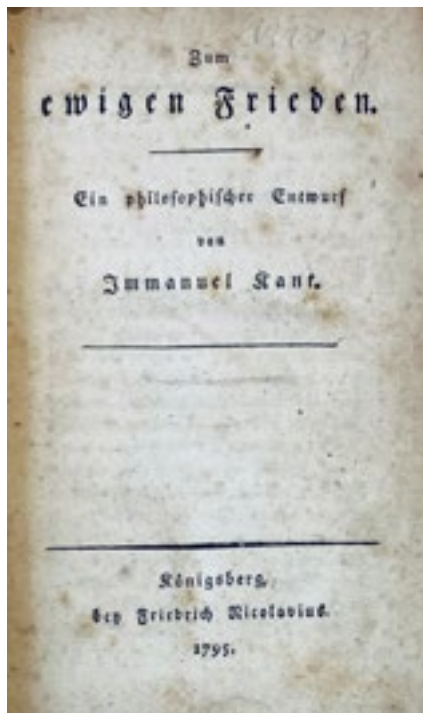 Zum
ewigen Frieden.
Ein philosophischer Entwurf
von
Immanuel Kant.
Königsberg,
bey Friedrich Nicolovius.
1795.